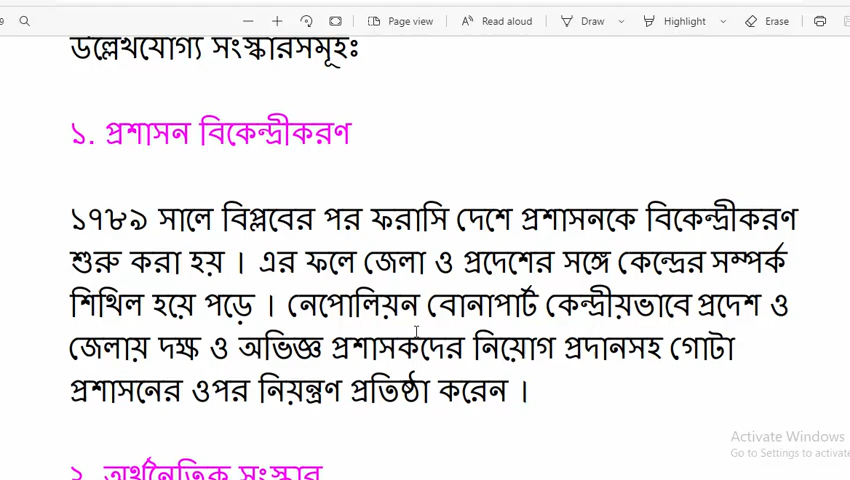 9
Page view
Read aloud
Draw
Highlight
Erase
উল্লেখযোগ্য সংস্কারসমূহঃ
১. প্রশাসন বিকেন্দ্রীকরণ
১৭৮৯ সালে বিপ্লবের পর ফরাসি দেশে প্রশাসনকে বিকেন্দ্রীকরণ
শুরু করা হয় । এর ফলে জেলা ও প্রদেশের সঙ্গে কেন্দ্রের সম্পর্ক
শিথিল হয়ে পড়ে । নেপোলিয়ন বোনাপার্ট কেন্দ্রীয়ভাবে প্রদেশ ও
জেলায় দক্ষ ও অভিজ্ঞ প্রশাসকদের নিয়োগ প্রদানসহ গোটা
প্রশাসনের ওপর নিয়ন্ত্রণ প্রতিষ্ঠা করেন ।
Activate Windows
Go to Settings to activate
২. অর্থনৈতিক সংস্কার